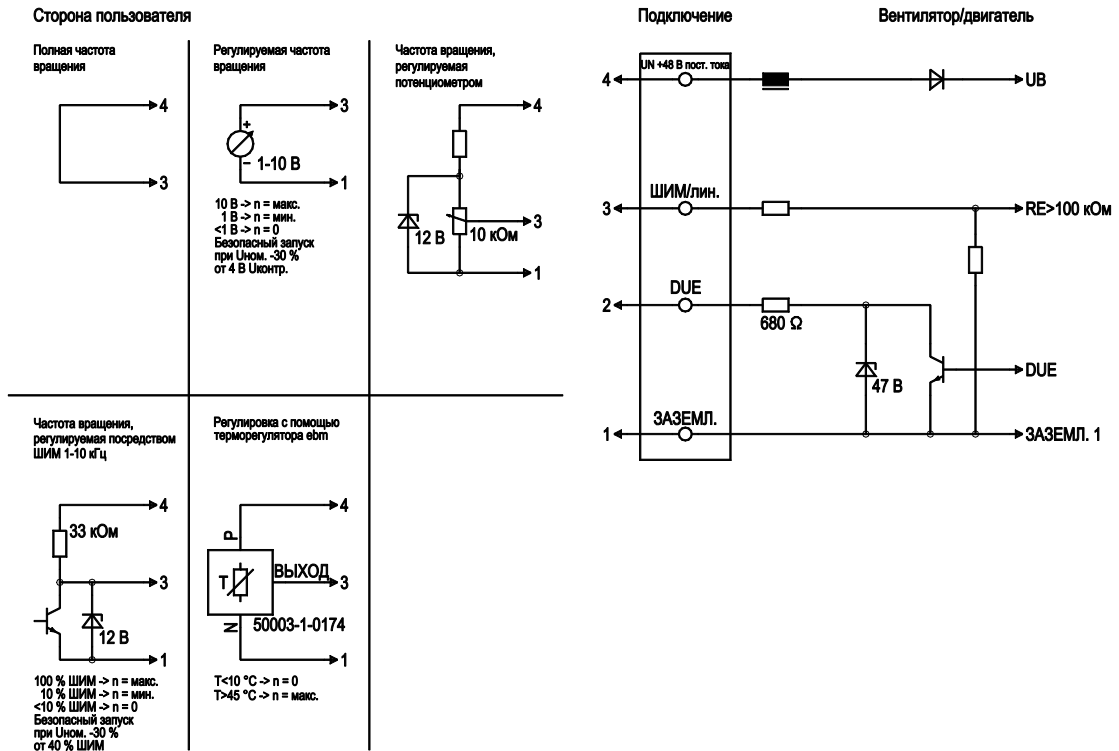 Сторона пользователя
Полная частота
вращения
4
3
Регулируемая частота
вращения
3
+
−
1-10 В
1
10 В -> n = макс.
1 В -> n = мин.
<1 В -> n = 0
Безопасный запуск
при Uном. -30 %
от 4 В Uконтр.
Частота вращения,
регулируемая
потенциометром
4
12 В
10 кОм
3
1
Частота вращения,
регулируемая посредством
ШИМ 1-10 кГц
4
33 кОм
3
12 В
1
100 % ШИМ -> n = макс.
10 % ШИМ -> n = мин.
<10 % ШИМ -> n = 0
Безопасный запуск
при Uном. -30 %
от 40 % ШИМ
Регулировка с помощью
терморегулятора ebm
4
P
T
ВЫХОД
3
N
50003-1-0174
1
T<10 °C -> n = 0
T>45 °C -> n = макс.
Подключение
Вентилятор/двигатель
UN +48 В пост. тока
4
UB
ШИМ/лин.
3
RE>100 кОм
DUE
2
680 Ω
47 В
DUE
ЗАЗЕМЛ.
1
ЗАЗЕМЛ. 1